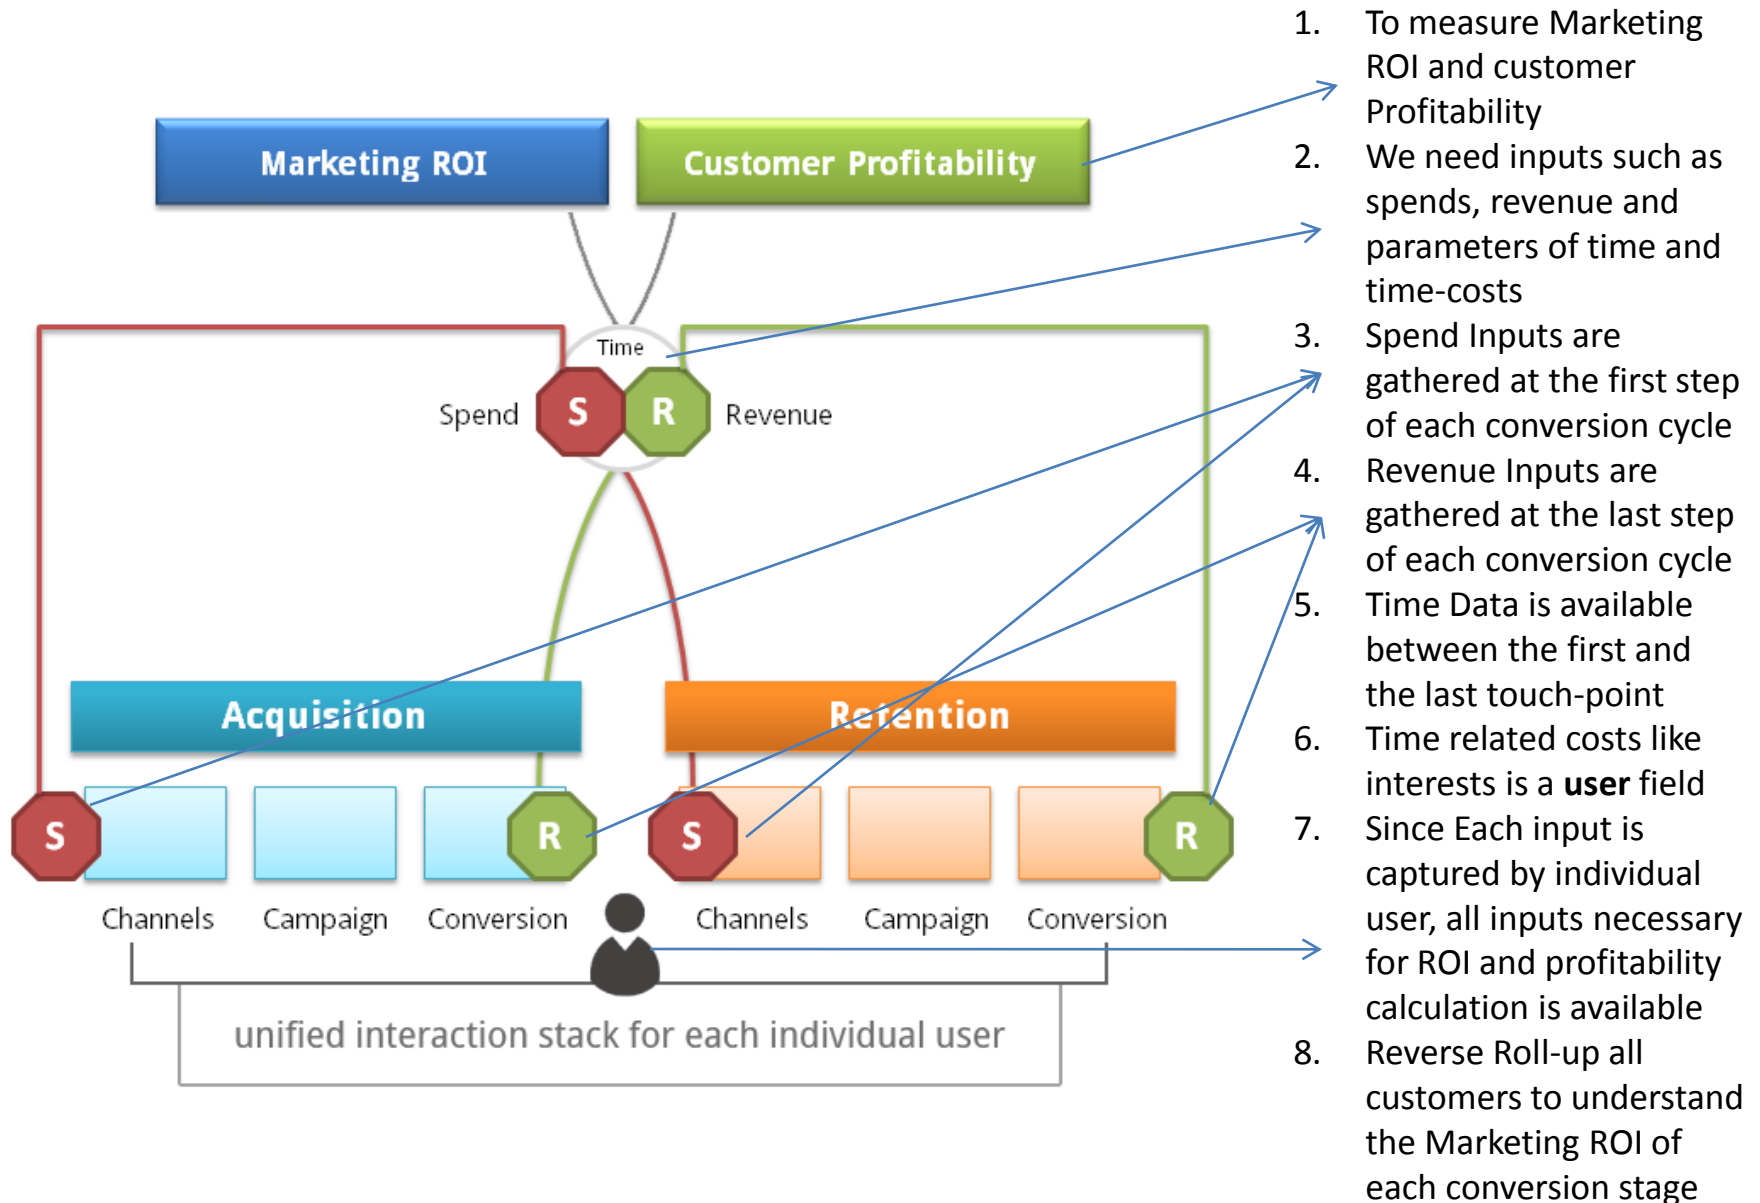 Marketing ROI
Customer Profitability
Time
Spend
S
R
Revenue
Acquisition
Retention
S
R
S
R
Channels
Campaign
Conversion
Channels
Campaign
Conversion
unified interaction stack for each individual user
1. To measure Marketing
ROI and customer
Profitability
2. We need inputs such as
spends, revenue and
parameters of time and
time-costs
3. Spend Inputs are
gathered at the first step
of each conversion cycle
4. Revenue Inputs are
gathered at the last step
of each conversion cycle
5. Time Data is available
between the first and
the last touch-point
6. Time related costs like
interests is a user field
7. Since Each input is
captured by individual
user, all inputs necessary
for ROI and profitability
calculation is available
8. Reverse Roll-up all
customers to understand
the Marketing ROI of
each conversion stage